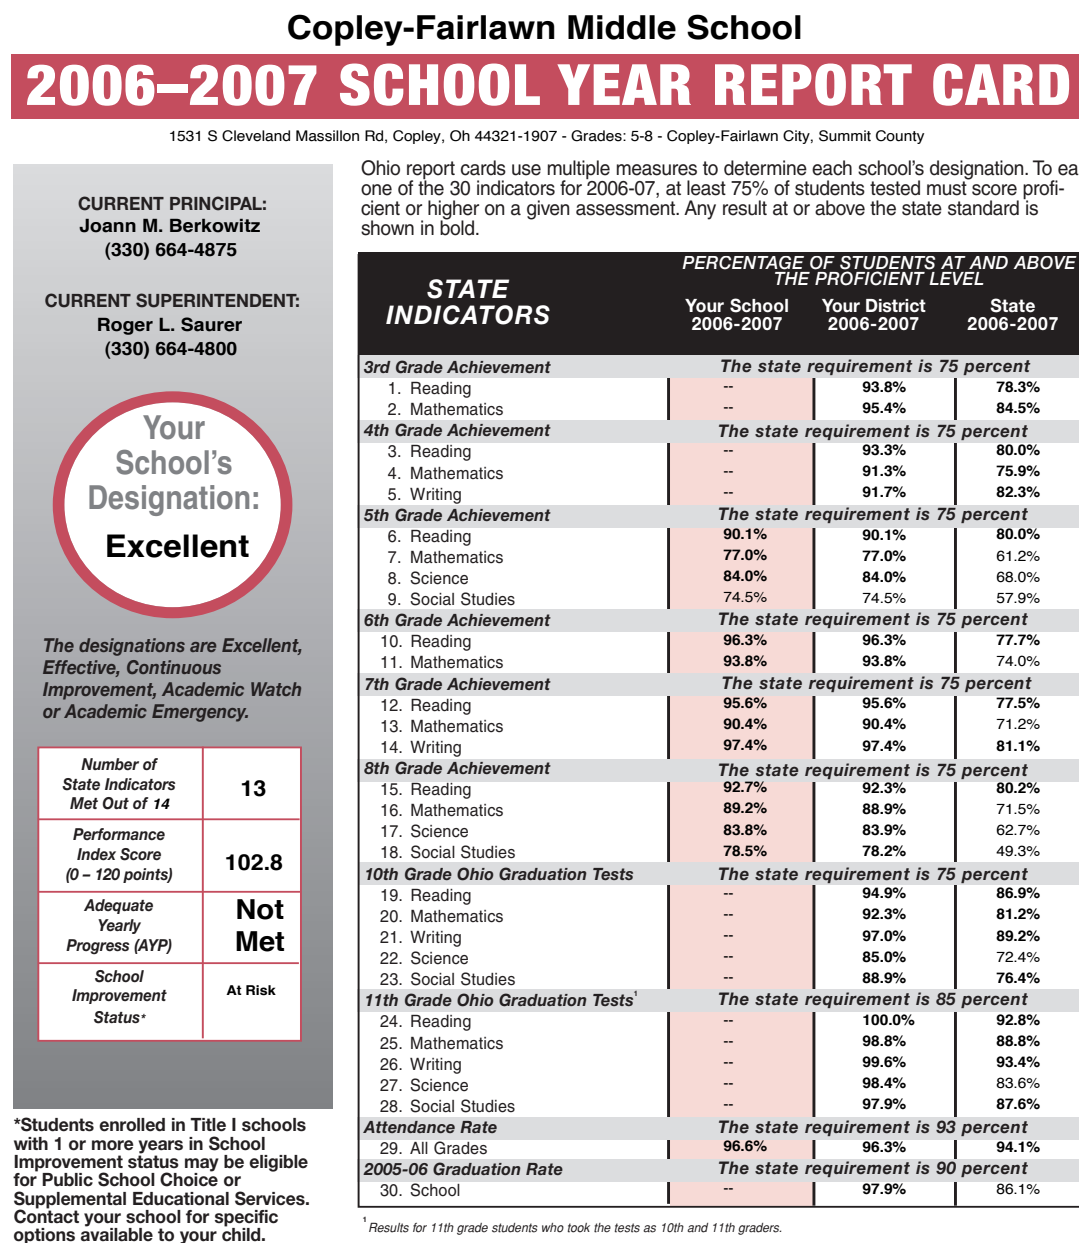 Copley-Fairlawn Middle School
2006–2007 SCHOOL YEAR REPORT CARD
1531 S Cleveland Massillon Rd, Copley, Oh 44321-1907 - Grades: 5-8 - Copley-Fairlawn City, Summit County
CURRENT PRINCIPAL:
Joann M. Berkowitz
(330) 664-4875
CURRENT SUPERINTENDENT:
Roger L. Saurer
(330) 664-4800
Your
School's
Designation:
Excellent
The designations are Excellent,
Effective, Continuous
Improvement, Academic Watch
or Academic Emergency.
Number of
State Indicators
Met Out of 14
13
Performance
Index Score
(0 – 120 points)
102.8
Adequate
Yearly
Progress (AYP)
Not
Met
School
Improvement
Status*
At Risk
*Students enrolled in Title I schools
with 1 or more years in School
Improvement status may be eligible
for Public School Choice or
Supplemental Educational Services.
Contact your school for specific
options available to your child.
Ohio report cards use multiple measures to determine each school's designation. To ea
one of the 30 indicators for 2006-07, at least 75% of students tested must score profi-
cient or higher on a given assessment. Any result at or above the state standard is
shown in bold.
STATE
INDICATORS
PERCENTAGE OF STUDENTS AT AND ABOVE
THE PROFICIENT LEVEL
Your School Your District State
2006-2007 2006-2007 2006-2007
3rd Grade Achievement The state requirement is 75 percent
1. Reading -- 93.8% 78.3%
2. Mathematics -- 95.4% 84.5%
4th Grade Achievement The state requirement is 75 percent
3. Reading -- 93.3% 80.0%
4. Mathematics -- 91.3% 75.9%
5. Writing -- 91.7% 82.3%
5th Grade Achievement The state requirement is 75 percent
6. Reading 90.1% 90.1% 80.0%
7. Mathematics 77.0% 77.0% 61.2%
8. Science 84.0% 84.0% 68.0%
9. Social Studies 74.5% 74.5% 57.9%
6th Grade Achievement The state requirement is 75 percent
10. Reading 96.3% 96.3% 77.7%
11. Mathematics 93.8% 93.8% 74.0%
7th Grade Achievement The state requirement is 75 percent
12. Reading 95.6% 95.6% 77.5%
13. Mathematics 90.4% 90.4% 71.2%
14. Writing 97.4% 97.4% 81.1%
8th Grade Achievement The state requirement is 75 percent
15. Reading 92.7% 92.3% 80.2%
16. Mathematics 89.2% 88.9% 71.5%
17. Science 83.8% 83.9% 62.7%
18. Social Studies 78.5% 78.2% 49.3%
10th Grade Ohio Graduation Tests The state requirement is 75 percent
19. Reading -- 94.9% 86.9%
20. Mathematics -- 92.3% 81.2%
21. Writing -- 97.0% 89.2%
22. Science -- 85.0% 72.4%
23. Social Studies -- 88.9% 76.4%
11th Grade Ohio Graduation Tests¹ The state requirement is 85 percent
24. Reading -- 100.0% 92.8%
25. Mathematics -- 98.8% 88.8%
26. Writing -- 99.6% 93.4%
27. Science -- 98.4% 83.6%
28. Social Studies -- 97.9% 87.6%
Attendance Rate The state requirement is 93 percent
29. All Grades 96.6% 96.3% 94.1%
2005-06 Graduation Rate The state requirement is 90 percent
30. School -- 97.9% 86.1%
¹ Results for 11th grade students who took the tests as 10th and 11th graders.